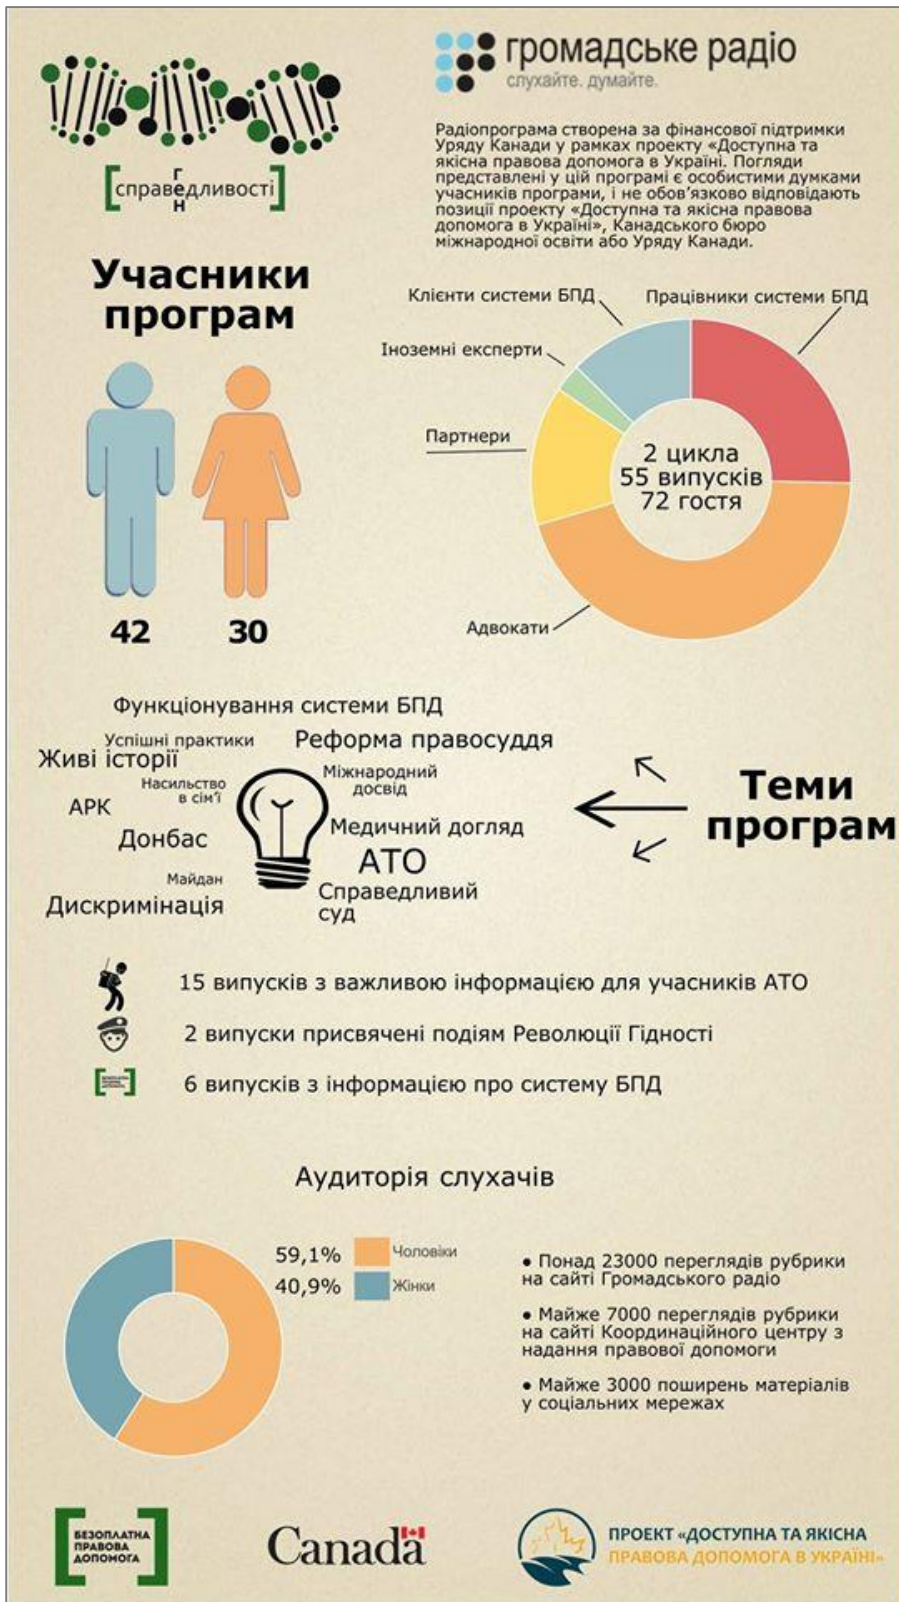 громадське радіо
слухайте. думайте.
[справедливості]
ген
Радіопрограма створена за фінансової підтримки
Уряду Канади у рамках проекту «Доступна та
якісна правова допомога в Україні. Погляди
представлені у цій програмі є особистими думками
учасників програми, і не обов'язково відповідають
позиції проекту «Доступна та якісна правова
допомога в Україні», Канадського бюро
міжнародної освіти або Уряду Канади.
Учасники
програм
42
30
Клієнти системи БПД
Працівники системи БПД
Іноземні експерти
Партнери
2 цикла
55 випусків
72 гостя
Адвокати
Функціонування системи БПД
Успішні практики
Реформа правосуддя
Живі історії
Насильство
в сім'ї
Міжнародний
досвід
АРК
Донбас
Медичний догляд
АТО
Майдан
Дискримінація
Справедливий
суд
Теми
програм
15 випусків з важливою інформацією для учасників АТО
2 випуски присвячені подіям Революції Гідності
6 випусків з інформацією про систему БПД
Аудиторія слухачів
59,1% Чоловіки
40,9% Жінки
• Понад 23000 переглядів рубрики
на сайті Громадського радіо
• Майже 7000 переглядів рубрики
на сайті Координаційного центру з
надання правової допомоги
• Майже 3000 поширень матеріалів
у соціальних мережах
БЕЗОПЛАТНА
ПРАВОВА
ДОПОМОГА
Canada
ПРОЕКТ «ДОСТУПНА ТА ЯКІСНА
ПРАВОВА ДОПОМОГА В УКРАЇНІ»